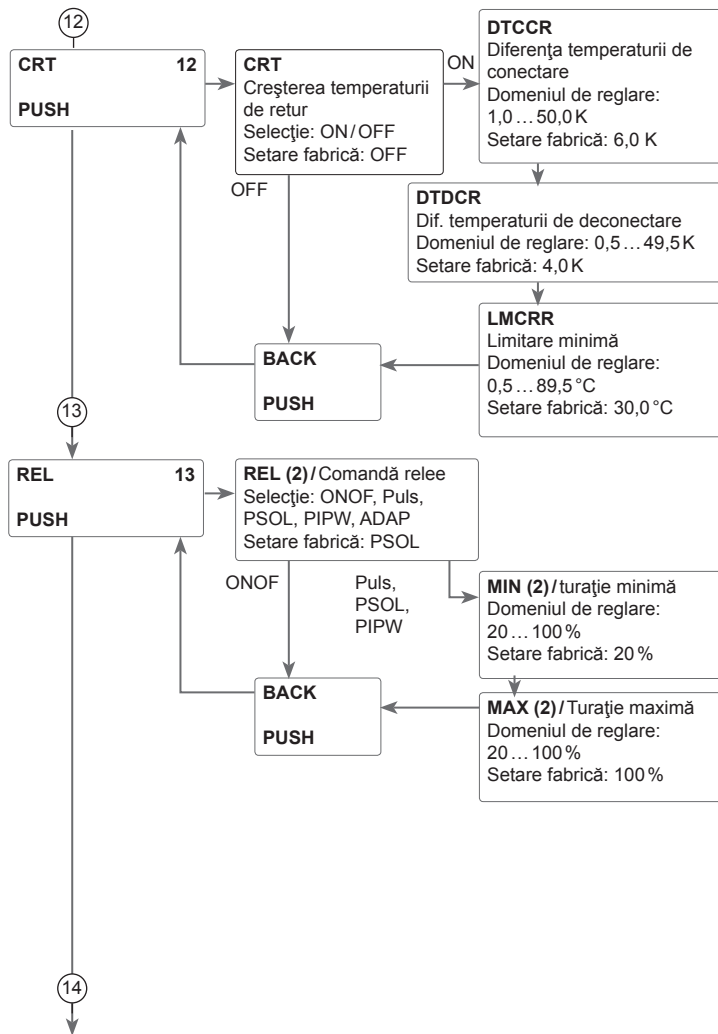 12
CRT 12
PUSH
CRT
Creşterea temperaturii
de retur
Selecţie: ON/OFF
Setare fabrică: OFF
ON
DTCCR
Diferenţa temperaturii de
conectare
Domeniul de reglare:
1,0…50,0K
Setare fabrică: 6,0 K
OFF
DTDCR
Dif. temperaturii de deconectare
Domeniul de reglare: 0,5…49,5K
Setare fabrică: 4,0K
LMCRR
Limitare minimă
Domeniul de reglare:
0,5…89,5°C
Setare fabrică: 30,0°C
BACK
PUSH
13
REL 13
PUSH
REL (2)/Comandă relee
Selecţie: ONOF, Puls,
PSOL, PIPW, ADAP
Setare fabrică: PSOL
ONOF
Puls,
PSOL,
PIPW
MIN (2)/turaţie minimă
Domeniul de reglare:
20…100%
Setare fabrică: 20%
BACK
PUSH
MAX (2)/Turaţie maximă
Domeniul de reglare:
20…100%
Setare fabrică: 100%
14